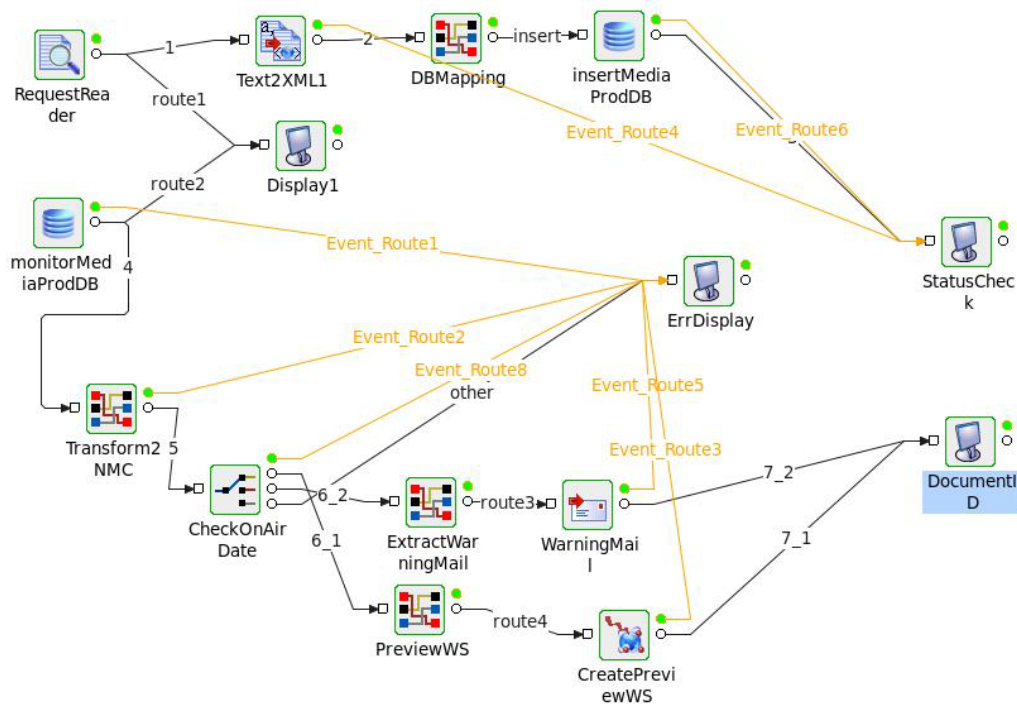 1
2
insert
RequestRea
der
Text2XML1
DBMapping
insertMedia
ProdDB
route1
Event_Route4
Event_Route6
Display1
route2
monitorMed
iaProdDB
4
Event_Route1
StatusChec
k
ErrDisplay
Event_Route2
Event_Route8
other
Event_Route5
Transform2
NMC
5
Event_Route3
6_2
route3
7_2
DocumentI
D
CheckOnAir
Date
6_1
ExtractWar
ningMail
WarningMai
l
7_1
PreviewWS
route4
CreatePrevi
ewWS